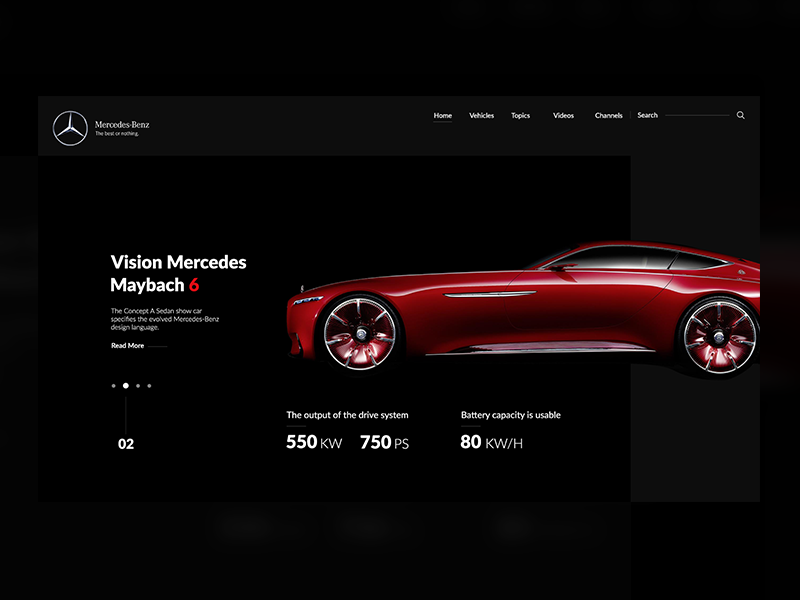 Mercedes-Benz
The best or nothing.
Home Vehicles Topics Videos Channels Search
Vision Mercedes
Maybach 6
The Concept A Sedan show car
specifies the evolved Mercedes-Benz
design language.
Read More
02
The output of the drive system
550 KW 750 PS
Battery capacity is usable
80 KW/H